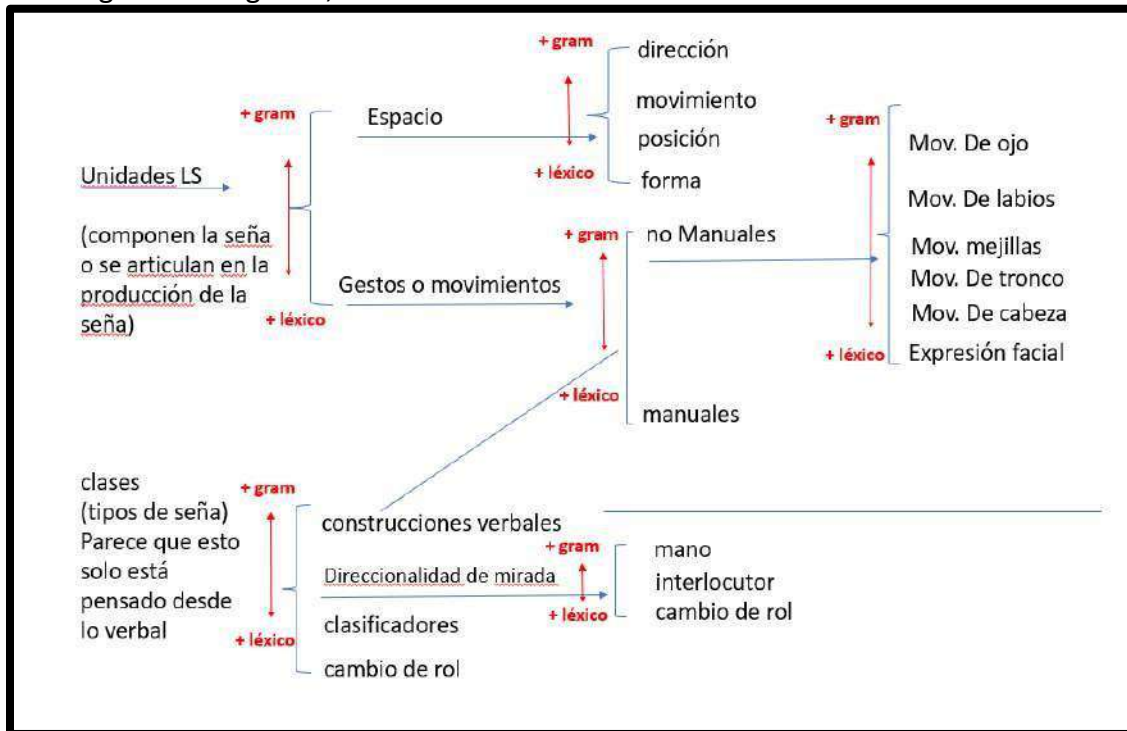 + gram
dirección
movimiento
posición
forma
+ léxico
Espacio
+ gram
Unidades LS
(componen la seña
o se articulan en la
producción de la
seña)
+ léxico
Gestos o movimientos
+ gram
no Manuales
+ léxico
manuales
+ gram
Mov. De ojo
Mov. De labios
Mov. mejillas
Mov. De tronco
Mov. De cabeza
+ léxico
Expresión facial
clases
(tipos de seña)
Parece que esto
solo está
pensado desde
lo verbal
+ gram
+ léxico
construcciones verbales
Direccionalidad de mirada
clasificadores
cambio de rol
+ gram
+ léxico
mano
interlocutor
cambio de rol